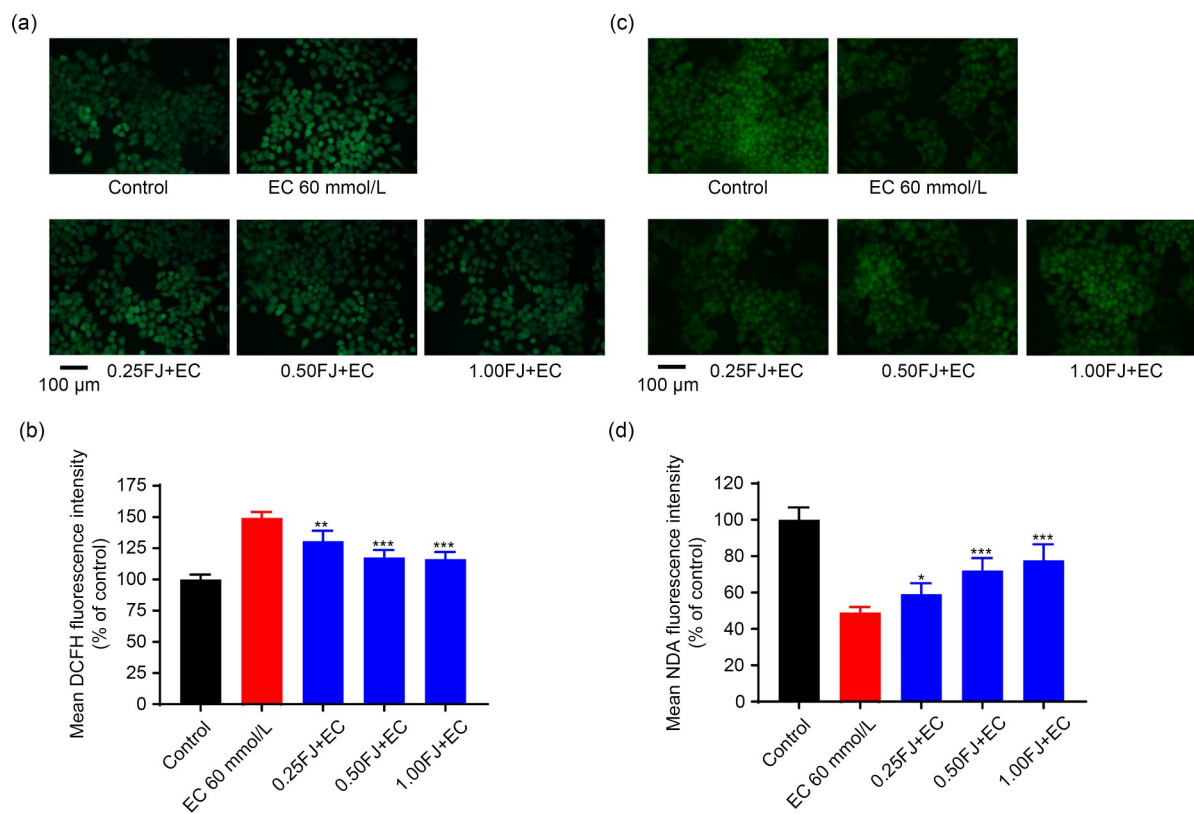 (a)
Control
EC 60 mmol/L
0.25FJ+EC
0.50FJ+EC
1.00FJ+EC
100 μm
(c)
Control
EC 60 mmol/L
0.25FJ+EC
0.50FJ+EC
1.00FJ+EC
100 μm
(b)
Mean DCFH fluorescence intensity
(% of control)
175
150
125
100
75
50
25
0
**
***
***
Control
EC 60 mmol/L
0.25FJ+EC
0.50FJ+EC
1.00FJ+EC
(d)
Mean NDA fluorescence intensity
(% of control)
120
100
80
60
40
20
0
*
***
***
Control
EC 60 mmol/L
0.25FJ+EC
0.50FJ+EC
1.00FJ+EC